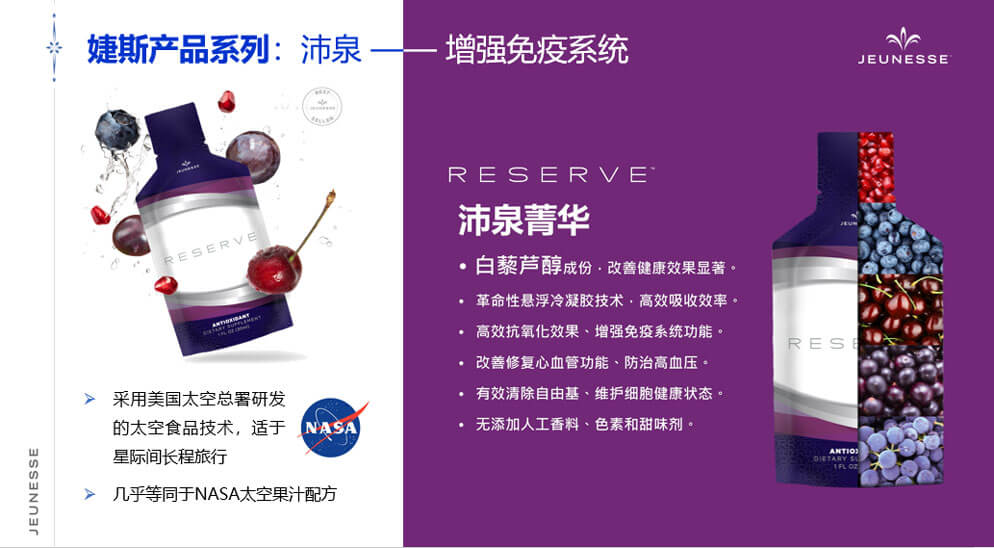 婕斯产品系列：沛泉 —— 增强免疫系统
JEUNESSE
BEST
JEUNESSE
SELLER
JEUNESSE
RESERVE
ANTIOXIDANT
DIETARY SUPPLEMENT
1 FL OZ (30ml)
➢ 采用美国太空总署研发
的太空食品技术，适于
星际间长程旅行
NASA
➢ 几乎等同于NASA太空果汁配方
JEUNESSE
RESERVE™
沛泉菁华
• 白藜芦醇成份，改善健康效果显著。
• 革命性悬浮冷凝胶技术，高效吸收效率。
• 高效抗氧化效果、增强免疫系统功能。
• 改善修复心血管功能、防治高血压。
• 有效清除自由基、维护细胞健康状态。
• 无添加人工香料、色素和甜味剂。
JEU
RESE
ANTIOXI
DIETARY SU
1 FL OZ